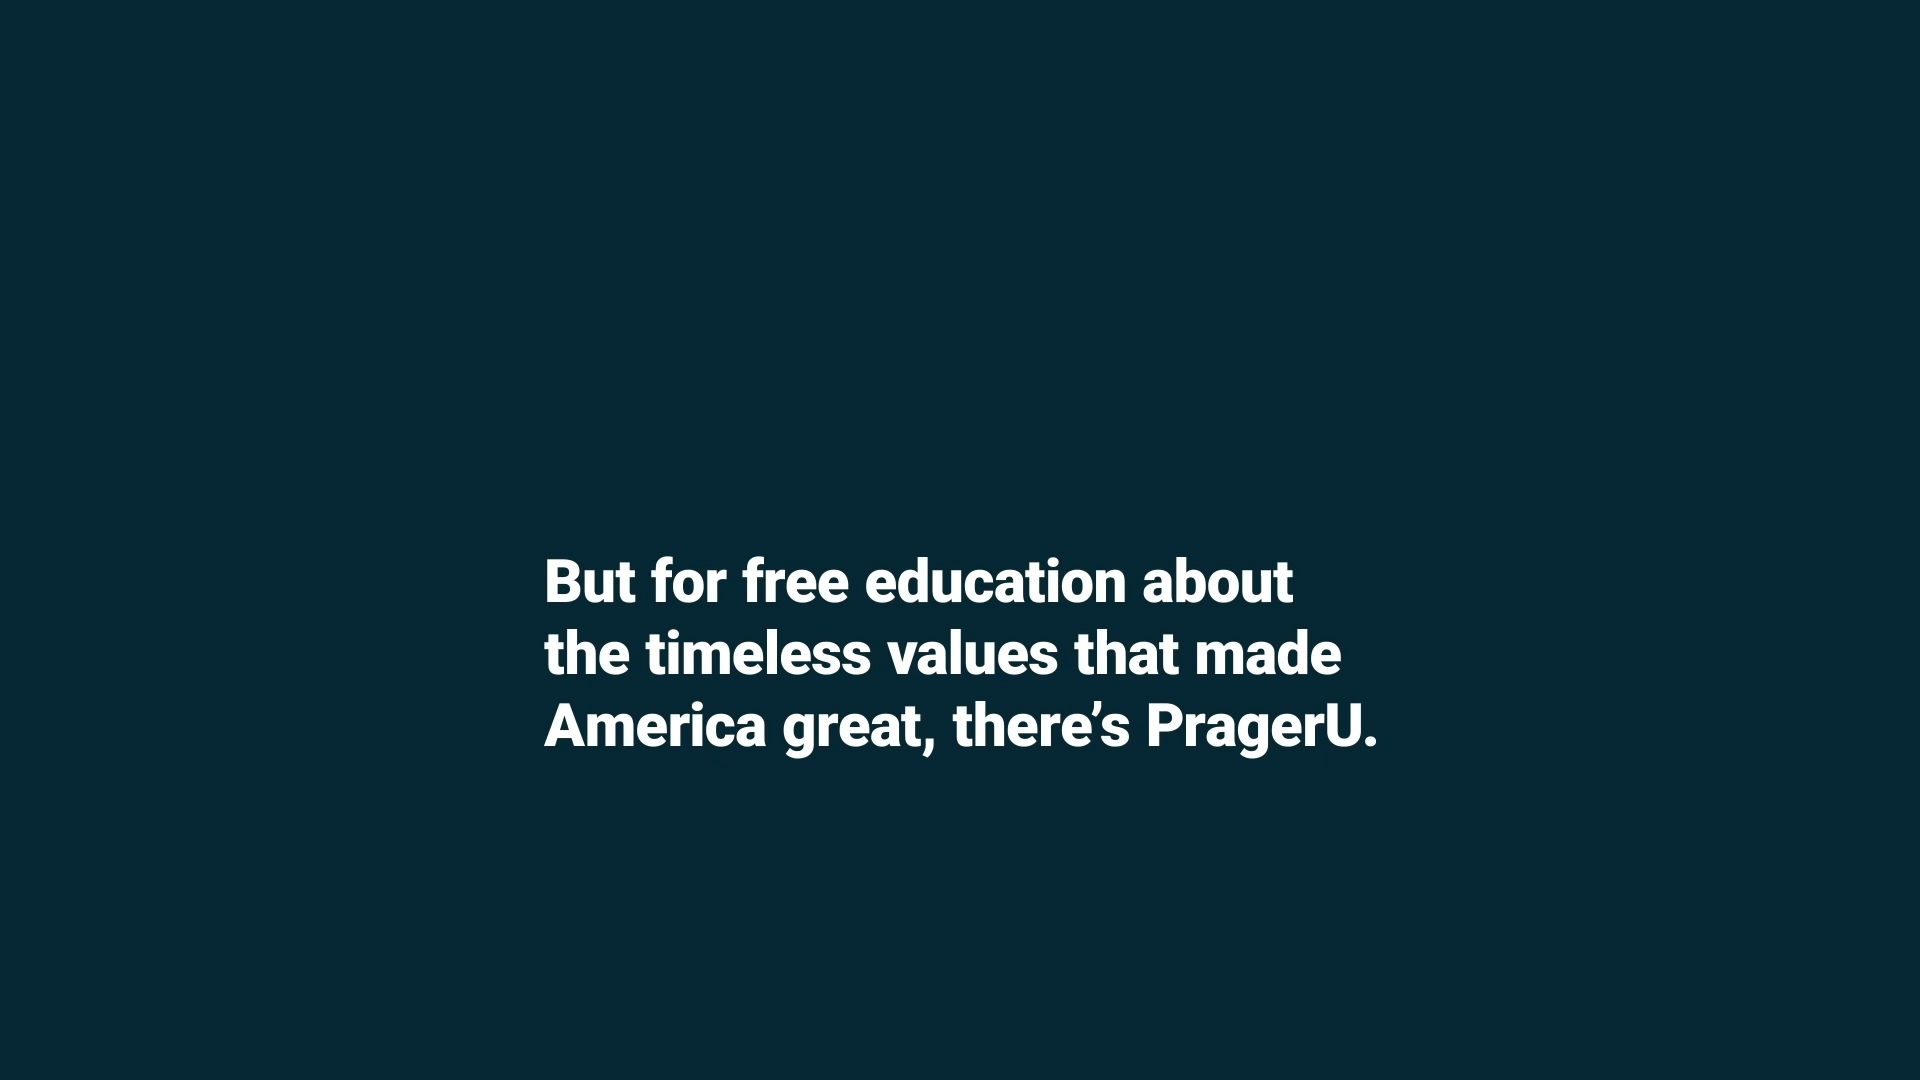 But for free education about
the timeless values that made
America great, there’s PragerU.